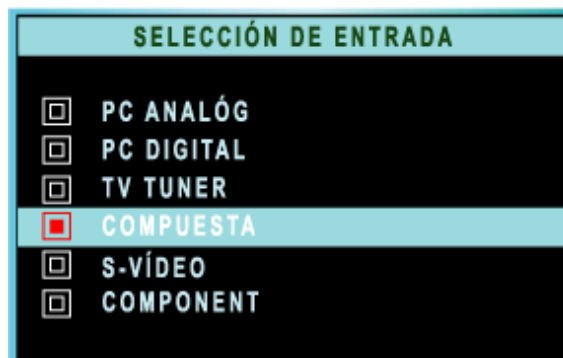 SELECCIÓN DE ENTRADA
PC ANALÓG
PC DIGITAL
TV TUNER
COMPUESTA
S-VÍDEO
COMPONENT